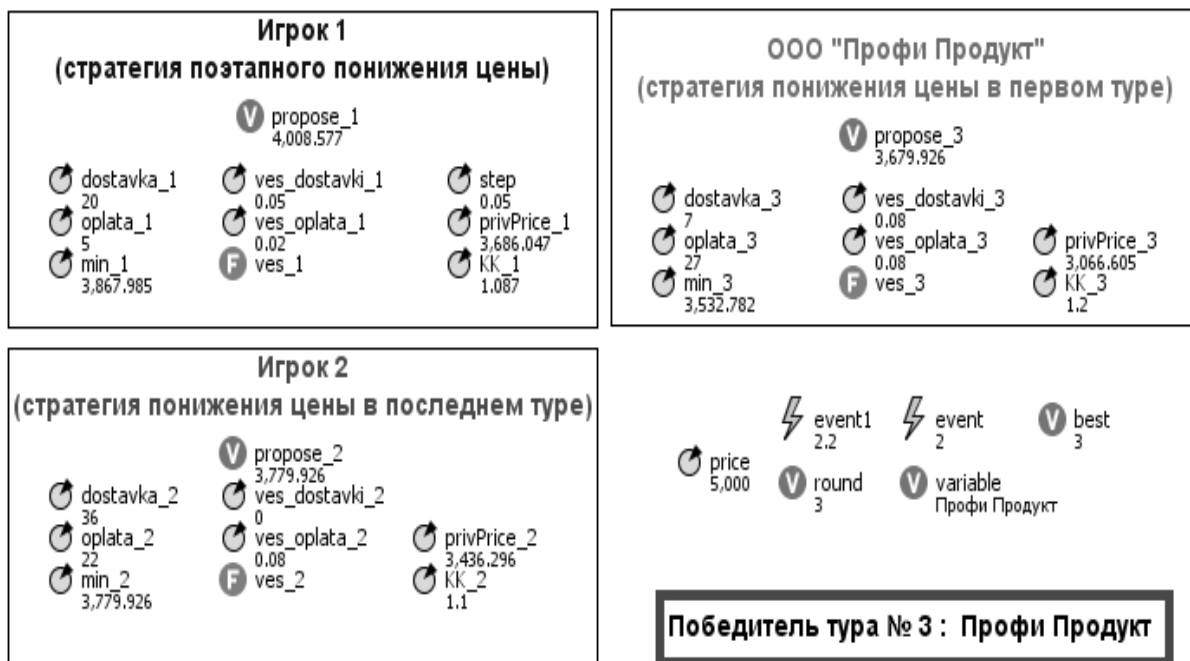 Игрок 1
(стратегия поэтапного понижения цены)
V propose_1
4,008.577
dostavka_1
20
ves_dostavki_1
0.05
step
0.05
oplata_1
5
ves_oplata_1
0.02
privPrice_1
3,686.047
min_1
3,867.985
F ves_1
КК_1
1.087
ООО "Профи Продукт"
(стратегия понижения цены в первом туре)
V propose_3
3,679.926
dostavka_3
7
ves_dostavki_3
0.08
oplata_3
27
ves_oplata_3
0.08
privPrice_3
3,066.605
min_3
3,532.782
F ves_3
КК_3
1.2
Игрок 2
(стратегия понижения цены в последнем туре)
V propose_2
3,779.926
dostavka_2
36
ves_dostavki_2
0
oplata_2
22
ves_oplata_2
0.08
privPrice_2
3,436.296
min_2
3,779.926
F ves_2
КК_2
1.1
event1
2.2
event
2
V best
3
price
5,000
V round
3
V variable
Профи Продукт
Победитель тура № 3 : Профи Продукт